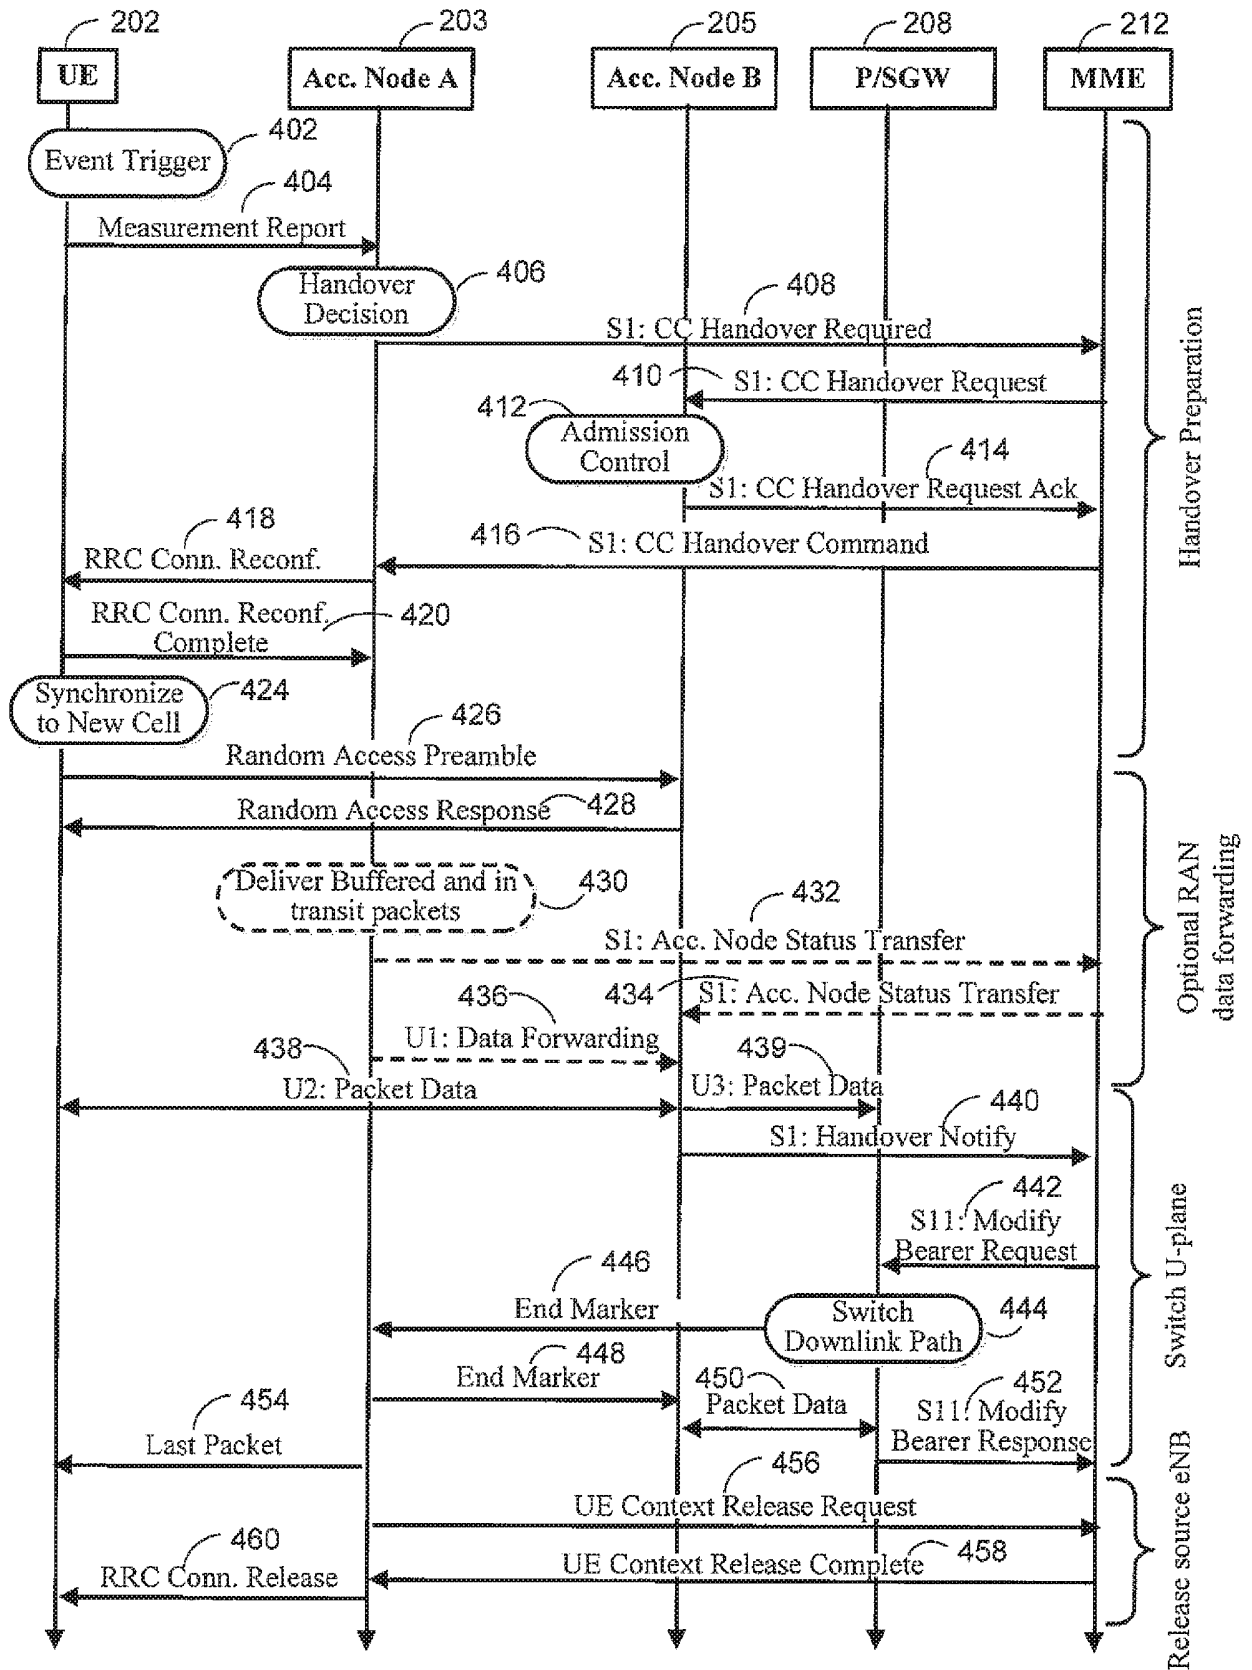 202
203
205
208
212
UE
Acc. Node A
Acc. Node B
P/SGW
MME
402
Event Trigger
404
Measurement Report
406
Handover
Decision
408
S1: CC Handover Required
410
S1: CC Handover Request
412
Admission
Control
414
S1: CC Handover Request Ack
416
S1: CC Handover Command
418
RRC Conn. Reconf.
RRC Conn. Reconf.
Complete
420
Handover Preparation
Synchronize
to New Cell
424
426
Random Access Preamble
Random Access Response
428
Deliver Buffered and in
transit packets
430
432
S1: Acc. Node Status Transfer
434
S1: Acc. Node Status Transfer
436
U1: Data Forwarding
Optional RAN
data forwarding
438
U2: Packet Data
439
U3: Packet Data
440
S1: Handover Notify
442
S11: Modify
Bearer Request
446
End Marker
Switch
Downlink Path
444
448
End Marker
450
Packet Data
452
S11: Modify
Bearer Response
454
Last Packet
Switch U-plane
456
UE Context Release Request
458
UE Context Release Complete
460
RRC Conn. Release
Release source eNB